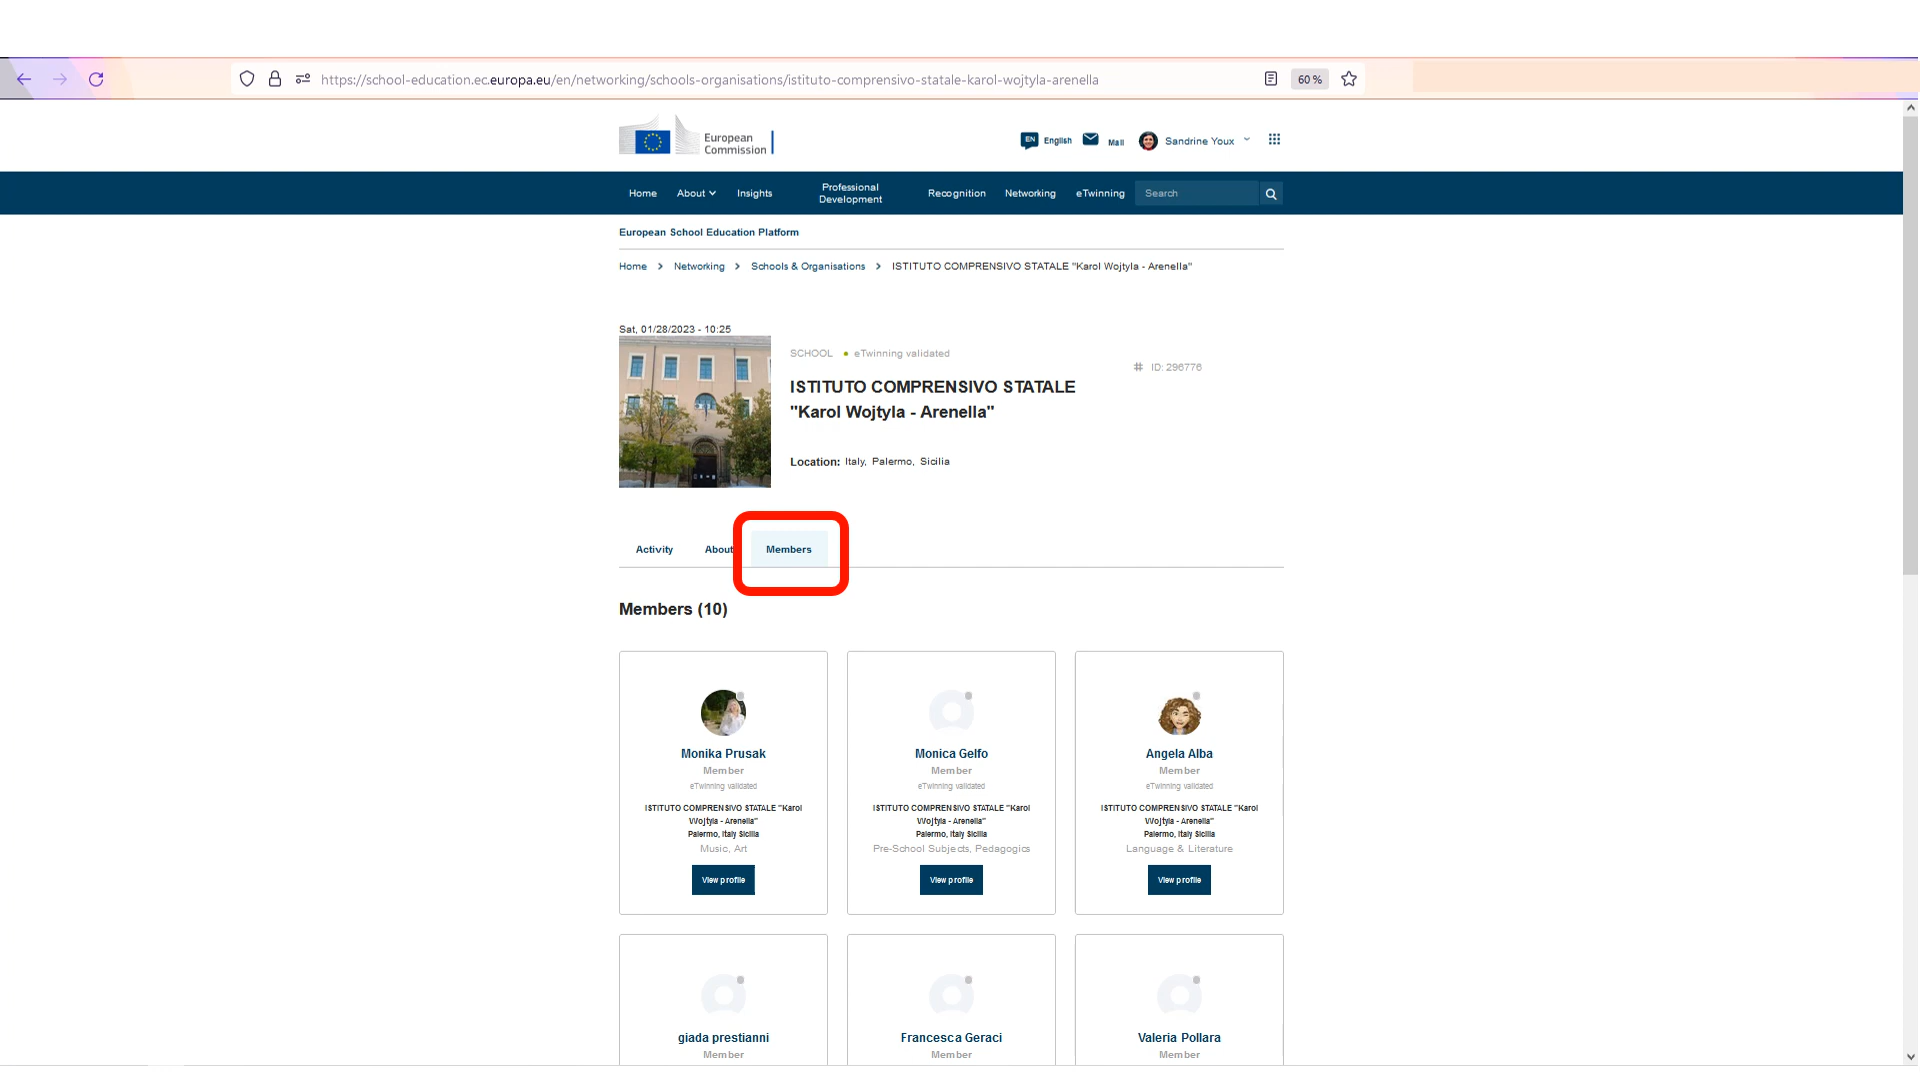 https://school-education.ec.europa.eu/en/networking/schools-organisations/istituto-comprensivo-statale-karol-wojtyla-arenella
60 %
European
Commission
EN English Mail Sandrine Youx
Home About Insights Professional Development Recognition Networking eTwinning Search
European School Education Platform
Home > Networking > Schools & Organisations > ISTITUTO COMPRENSIVO STATALE "Karol Wojtyla - Arenella"
Sat, 01/28/2023 - 10:25
SCHOOL • eTwinning validated
# ID: 296776
ISTITUTO COMPRENSIVO STATALE
"Karol Wojtyla - Arenella"
Location: Italy, Palermo, Sicilia
Activity About Members
Members (10)
Monika Prusak
Member
eTwinning validated
ISTITUTO COMPRENSIVO STATALE "Karol
Wojtyla - Arenella"
Palermo, Italy Sicilia
Music, Art
View profile
Monica Gelfo
Member
eTwinning validated
ISTITUTO COMPRENSIVO STATALE "Karol
Wojtyla - Arenella"
Palermo, Italy Sicilia
Pre-School Subjects, Pedagogics
View profile
Angela Alba
Member
eTwinning validated
ISTITUTO COMPRENSIVO STATALE "Karol
Wojtyla - Arenella"
Palermo, Italy Sicilia
Language & Literature
View profile
giada prestianni
Member
Francesca Geraci
Member
Valeria Pollara
Member